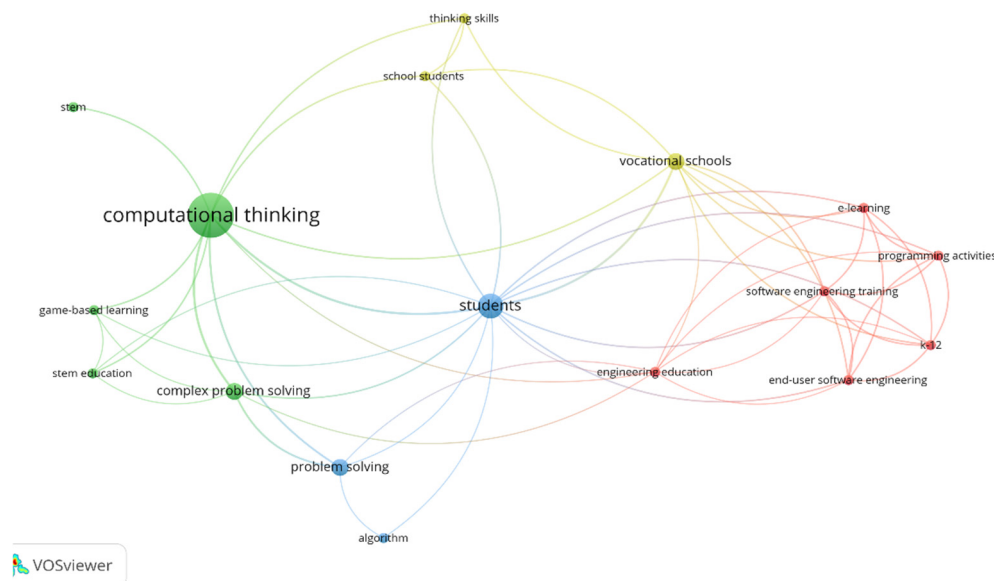 thinking skills
school students
stem
vocational schools
computational thinking
e-learning
programming activities
software engineering training
students
game-based learning
k-12
stem education
engineering education
end-user software engineering
complex problem solving
problem solving
algorithm
VOSviewer